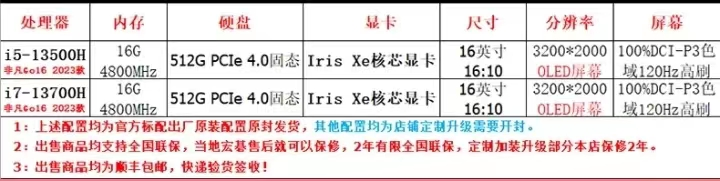 处理器 内存 硬盘 显卡 尺寸 分辨率 屏幕
i5-13500H 16G 512G PCIe 4.0固态 Iris Xe核芯显卡 16英寸 3200*2000 100%DCI-P3色
非凡Go16 2023款 4800MHz 16:10 OLED屏幕 域120Hz高刷
i7-13700H 16G 512G PCIe 4.0固态 Iris Xe核芯显卡 16英寸 3200*2000 100%DCI-P3色
非凡Go16 2023款 4800MHz 16:10 OLED屏幕 域120Hz高刷
1：上述配置均为官方标配出厂原装配置原封发货，其他配置均为店铺定制升级需要开封。
2：出售商品均支持全国联保，当地宏基售后就可以保修，2年有限全国联保，定制加装升级部分本店保修2年。
3：出售商品均为顺丰包邮，快递验货签收！